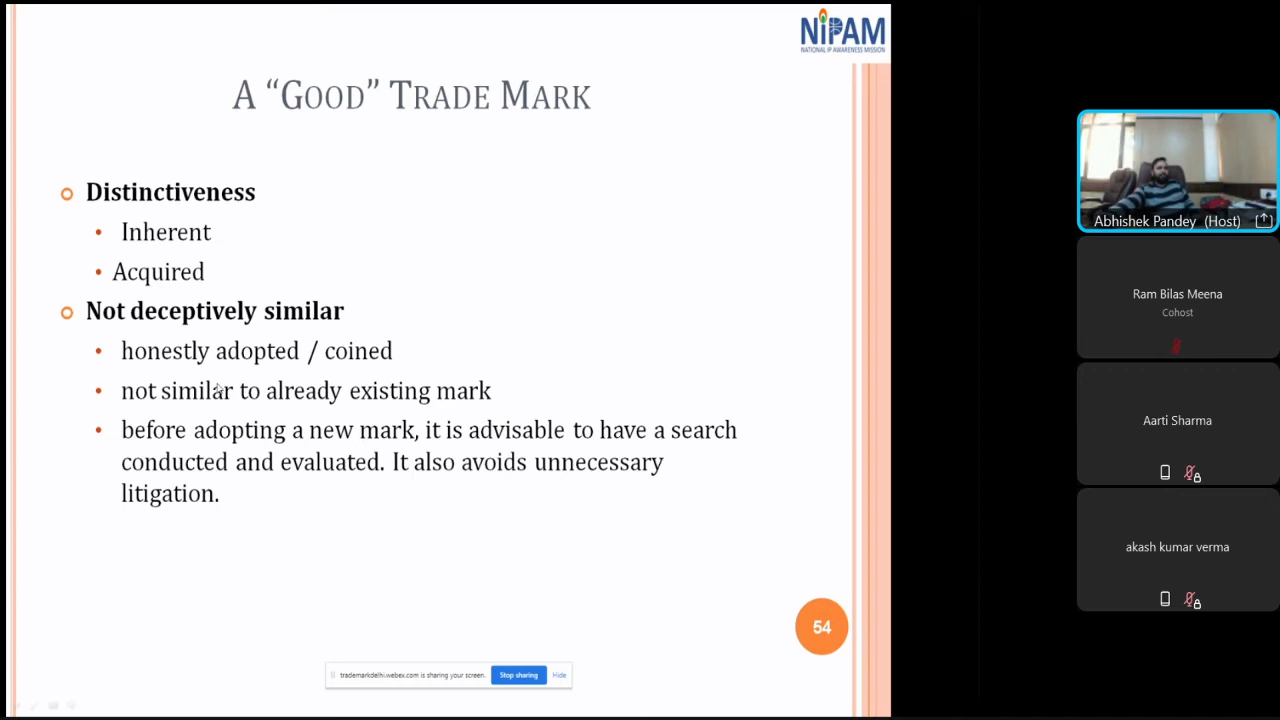 NiPAM
NATIONAL IP AWARENESS MISSION
A “GOOD” TRADE MARK
Distinctiveness
Inherent
Acquired
Not deceptively similar
honestly adopted / coined
not similar to already existing mark
before adopting a new mark, it is advisable to have a search
conducted and evaluated. It also avoids unnecessary
litigation.
54
trademarkdelhi.webex.com is sharing your screen. Stop sharing Hide
Abhishek Pandey (Host)
Ram Bilas Meena
Cohost
Aarti Sharma
akash kumar verma